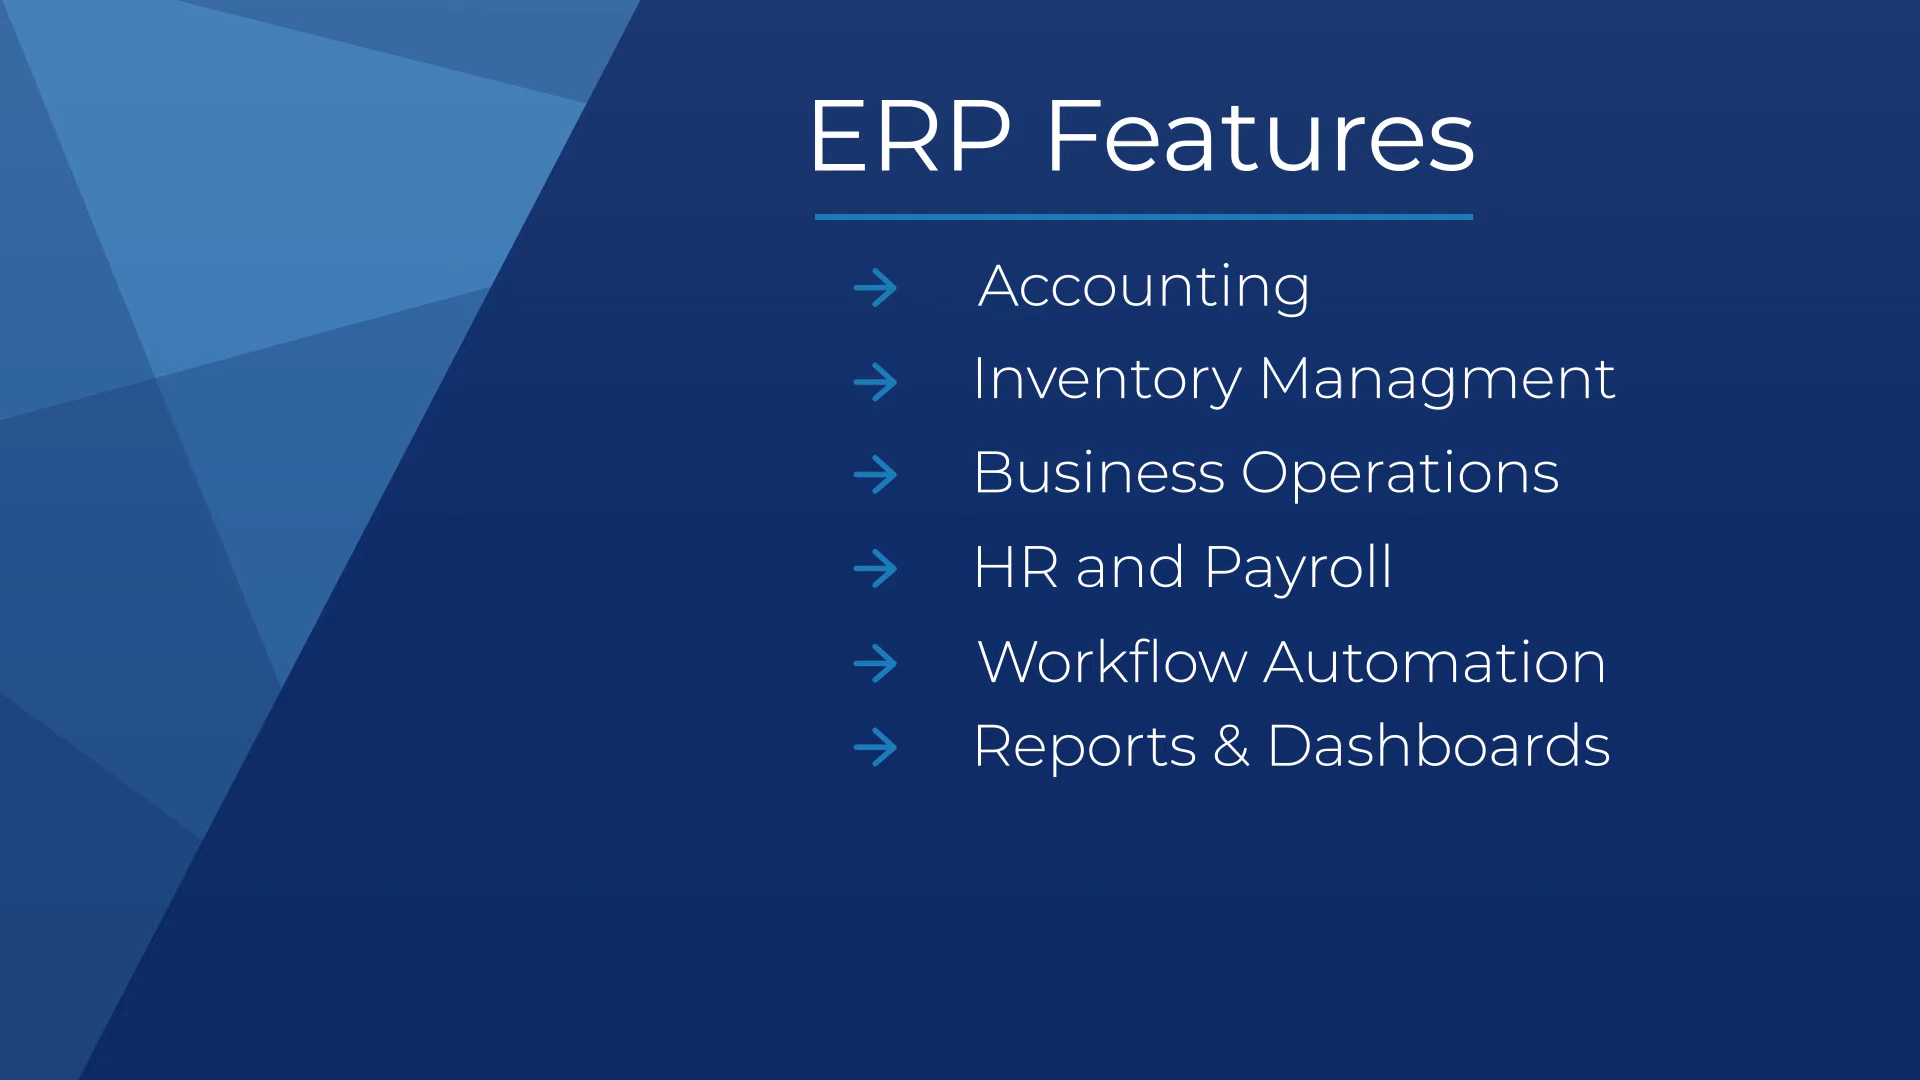 ERP Features
Accounting
Inventory Managment
Business Operations
HR and Payroll
Workflow Automation
Reports & Dashboards